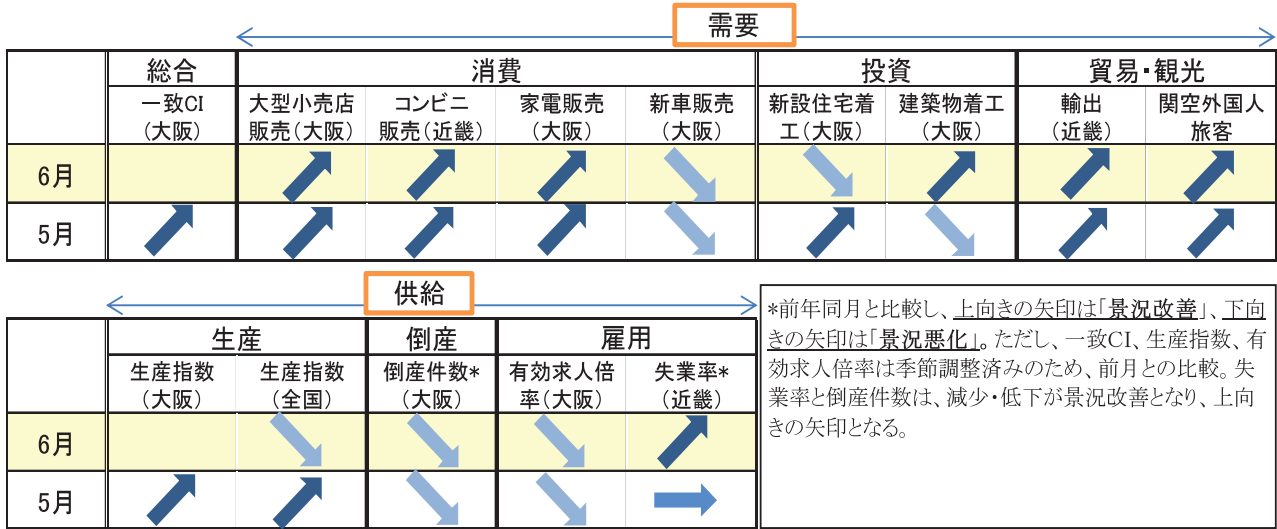 需要
総合 消費 投資 貿易・観光
一致CI
(大阪) 大型小売店
販売(大阪) コンビニ
販売(近畿) 家電販売
(大阪) 新車販売
(大阪) 新設住宅着
工(大阪) 建築物着工
(大阪) 輸出
(近畿) 関空外国人
旅客
6月
5月
供給
生産 倒産 雇用
生産指数
(大阪) 生産指数
(全国) 倒産件数*
(大阪) 有効求人倍
率(大阪) 失業率*
(近畿)
6月
5月
*前年同月と比較し、上向きの矢印は「景況改善」、下向
きの矢印は「景況悪化」。ただし、一致CI、生産指数、有
効求人倍率は季節調整済みのため、前月との比較。失
業率と倒産件数は、減少・低下が景況改善となり、上向
きの矢印となる。